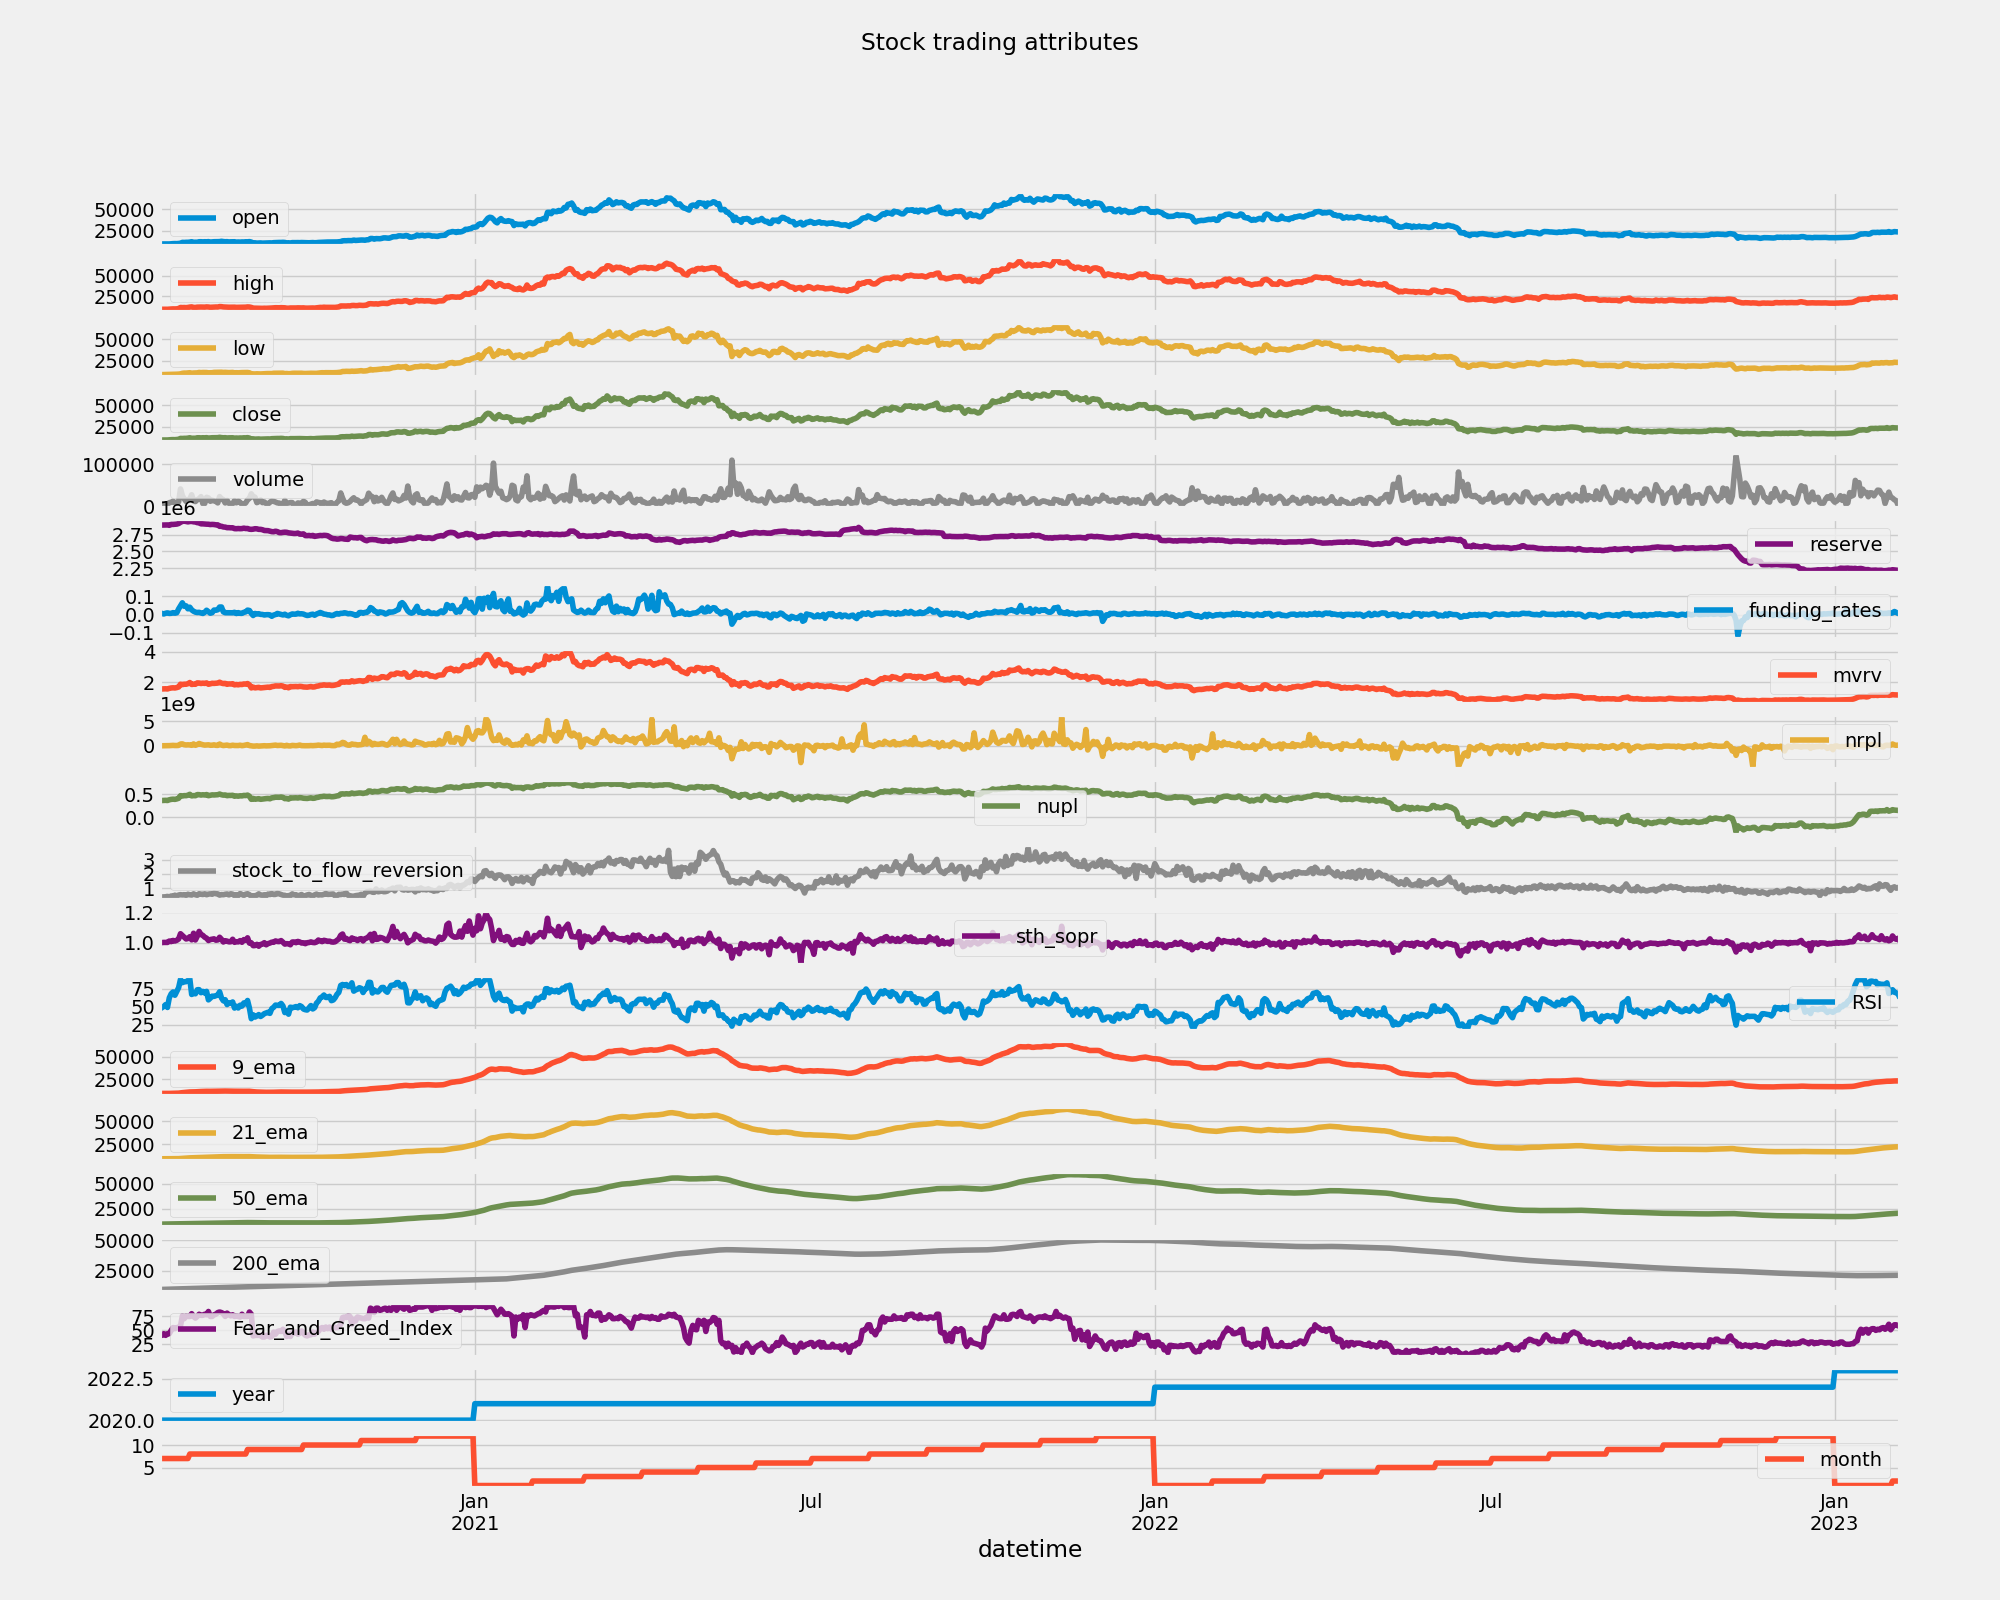 Stock trading attributes
50000
25000
open
50000
25000
high
50000
25000
low
50000
25000
close
100000
0
volume
1e6
2.75
2.50
2.25
reserve
0.1
0.0
−0.1
funding_rates
4
2
mvrv
1e9
5
0
nrpl
0.5
0.0
nupl
3
2
1
stock_to_flow_reversion
1.2
1.0
sth_sopr
75
50
25
RSI
50000
25000
9_ema
50000
25000
21_ema
50000
25000
50_ema
50000
25000
200_ema
75
50
25
Fear_and_Greed_Index
2022.5
2020.0
year
10
5
month
Jan Jul Jan Jul Jan
2021 2022 2023
datetime